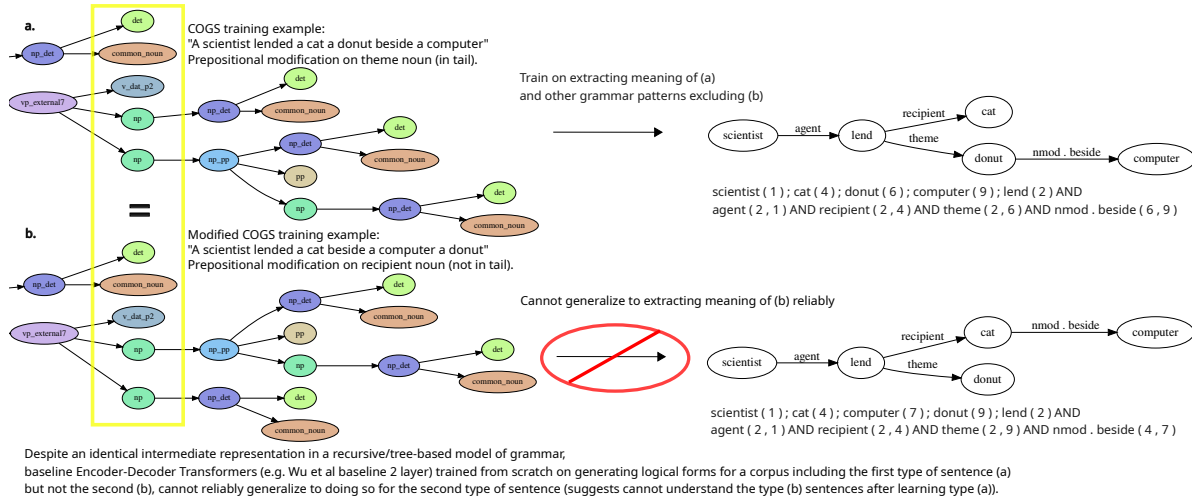 a.
COGS training example:
"A scientist lended a cat a donut beside a computer"
Prepositional modification on theme noun (in tail).
det
np_det
common_noun
vp_external7
v_dat_p2
np
np_det
det
common_noun
np
np_pp
np_det
det
common_noun
pp
np
np_det
det
common_noun
Train on extracting meaning of (a)
and other grammar patterns excluding (b)
scientist
agent
lend
recipient
cat
theme
donut
nmod . beside
computer
scientist ( 1 ) ; cat ( 4 ) ; donut ( 6 ) ; computer ( 9 ) ; lend ( 2 ) AND
agent ( 2 , 1 ) AND recipient ( 2 , 4 ) AND theme ( 2 , 6 ) AND nmod . beside ( 6 , 9 )
=
b.
Modified COGS training example:
"A scientist lended a cat beside a computer a donut"
Prepositional modification on recipient noun (not in tail).
det
np_det
common_noun
vp_external7
v_dat_p2
np
np_pp
np_det
det
common_noun
pp
np
np_det
det
common_noun
np
np_det
det
common_noun
Cannot generalize to extracting meaning of (b) reliably
scientist
agent
lend
recipient
cat
nmod . beside
computer
theme
donut
scientist ( 1 ) ; cat ( 4 ) ; computer ( 7 ) ; donut ( 9 ) ; lend ( 2 ) AND
agent ( 2 , 1 ) AND recipient ( 2 , 4 ) AND theme ( 2 , 9 ) AND nmod . beside ( 4 , 7 )
Despite an identical intermediate representation in a recursive/tree-based model of grammar,
baseline Encoder-Decoder Transformers (e.g. Wu et al baseline 2 layer) trained from scratch on generating logical forms for a corpus including the first type of sentence (a)
but not the second (b), cannot reliably generalize to doing so for the second type of sentence (suggests cannot understand the type (b) sentences after learning type (a)).